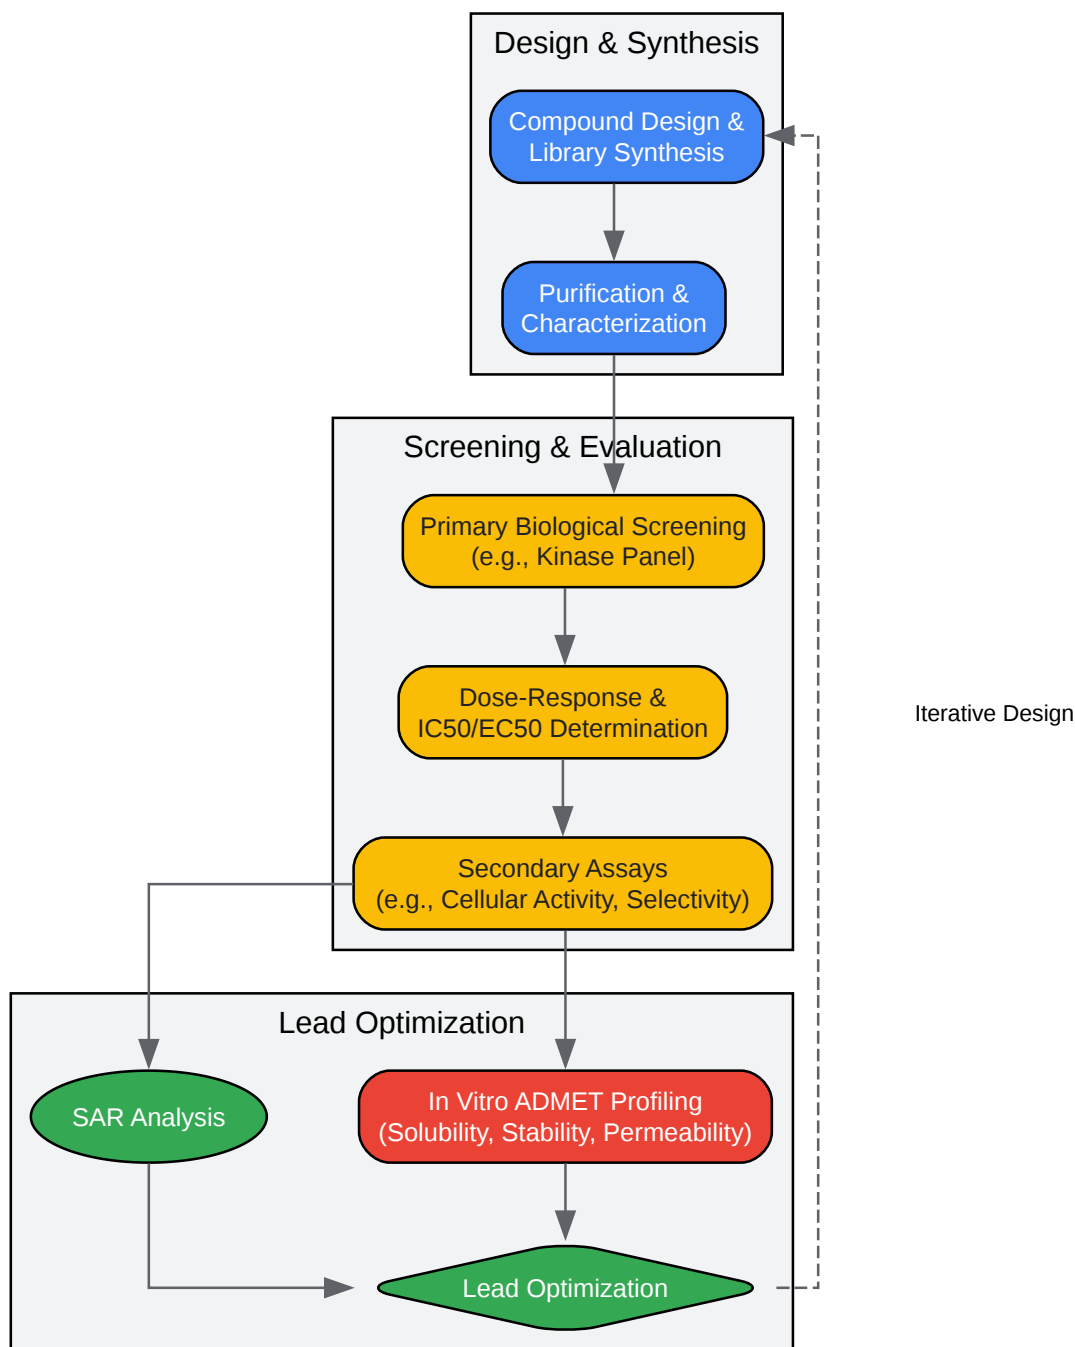 Design & Synthesis
Compound Design &
Library Synthesis
Purification &
Characterization
Screening & Evaluation
Primary Biological Screening
(e.g., Kinase Panel)
Dose-Response &
IC50/EC50 Determination
Iterative Design
Secondary Assays
(e.g., Cellular Activity, Selectivity)
Lead Optimization
SAR Analysis
In Vitro ADMET Profiling
(Solubility, Stability, Permeability)
Lead Optimization